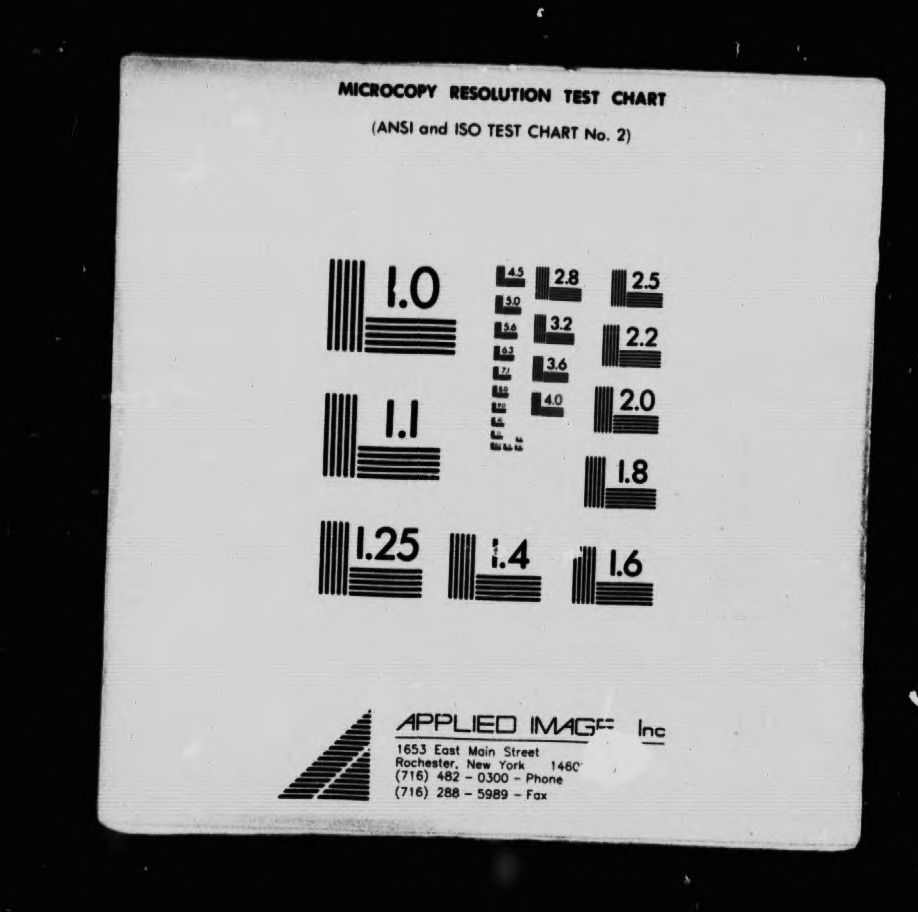 MICROCOPY RESOLUTION TEST CHART
(ANSI and ISO TEST CHART No. 2)
1.0
4.5 2.8 2.5
5.0
5.6 3.2
6.3 2.2
7.1 3.6
4.0 2.0
1.1
1.8
1.25 1.4 1.6
APPLIED Inc
1653 East Main Street
Rochester, New York
(716) 482 - 0300 - Phone
(716) 288 - 5989 - Fax